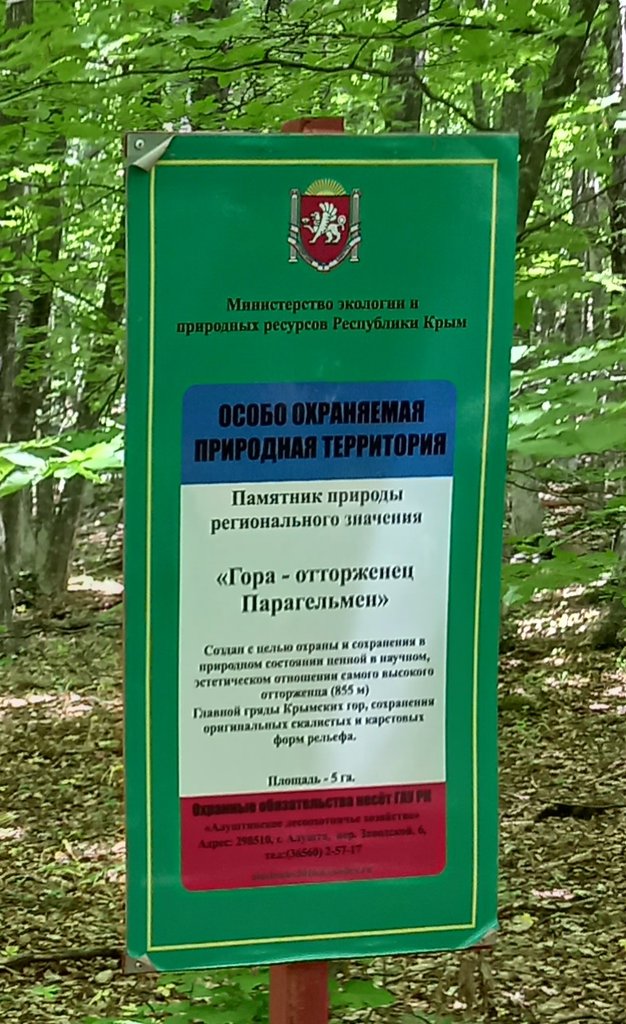 Министерство экологии и
природных ресурсов Республики Крым
ОСОБО ОХРАНЯЕМАЯ
ПРИРОДНАЯ ТЕРРИТОРИЯ
Памятник природы
регионального значения
«Гора - отторженец
Парагельмен»
Создан с целью охраны и сохранения в
природном состоянии ценной в научном,
эстетическом отношении самого высокого
отторженца (855 м)
Главной гряды Крымских гор, сохранения
оригинальных скалистых и карстовых
форм рельефа.
Площадь - 5 га.
Охранные обязательства несёт ГАУ РК
«Алуштинское лесоохотничье хозяйство»
Адрес: 298510, г. Алушта, пер. Заводской, 6,
тел:(36560) 2-57-17